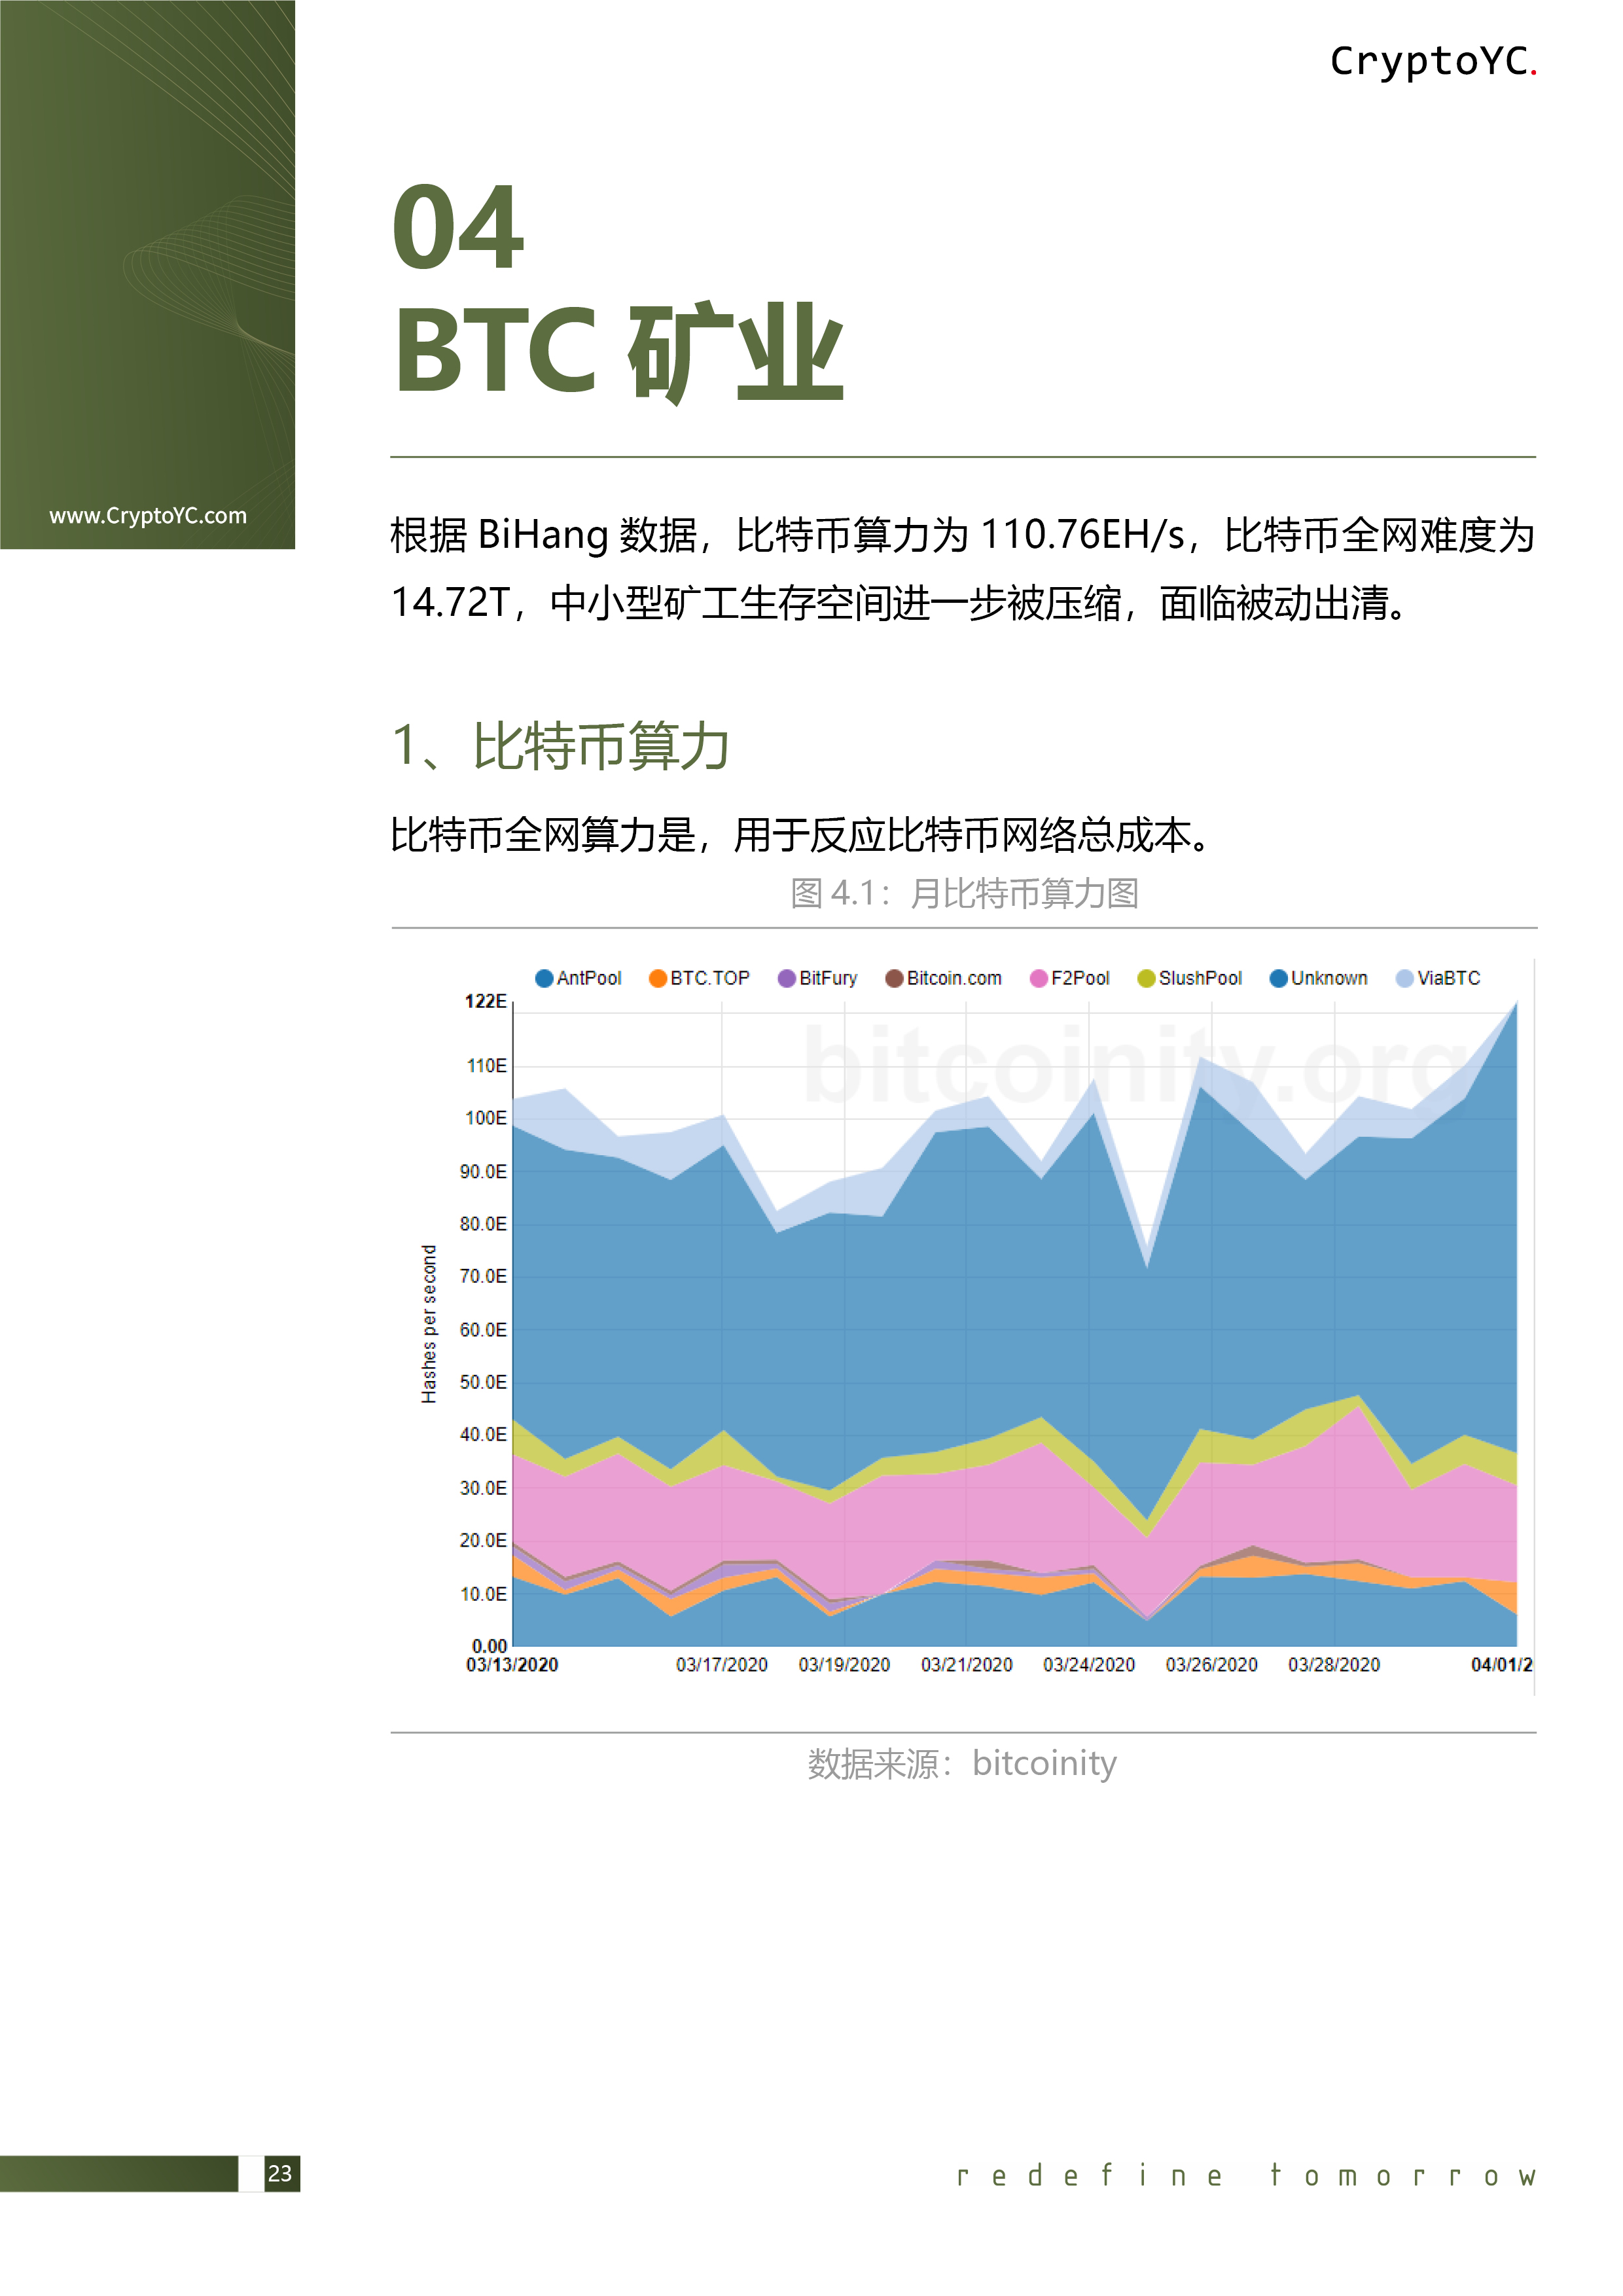 CryptoYC.
www.CryptoYC.com
04
BTC 矿业
根据 BiHang 数据，比特币算力为 110.76EH/s，比特币全网难度为
14.72T，中小型矿工生存空间进一步被压缩，面临被动出清。
1、比特币算力
比特币全网算力是，用于反应比特币网络总成本。
图 4.1：月比特币算力图
AntPool BTC.TOP BitFury Bitcoin.com F2Pool SlushPool Unknown ViaBTC
bitcoinity.org
122E
110E
100E
90.0E
80.0E
70.0E
60.0E
50.0E
40.0E
30.0E
20.0E
10.0E
0.00
Hashes per second
03/13/2020 03/17/2020 03/19/2020 03/21/2020 03/24/2020 03/26/2020 03/28/2020 04/01/2
数据来源：bitcoinity
23
redefine tomorrow